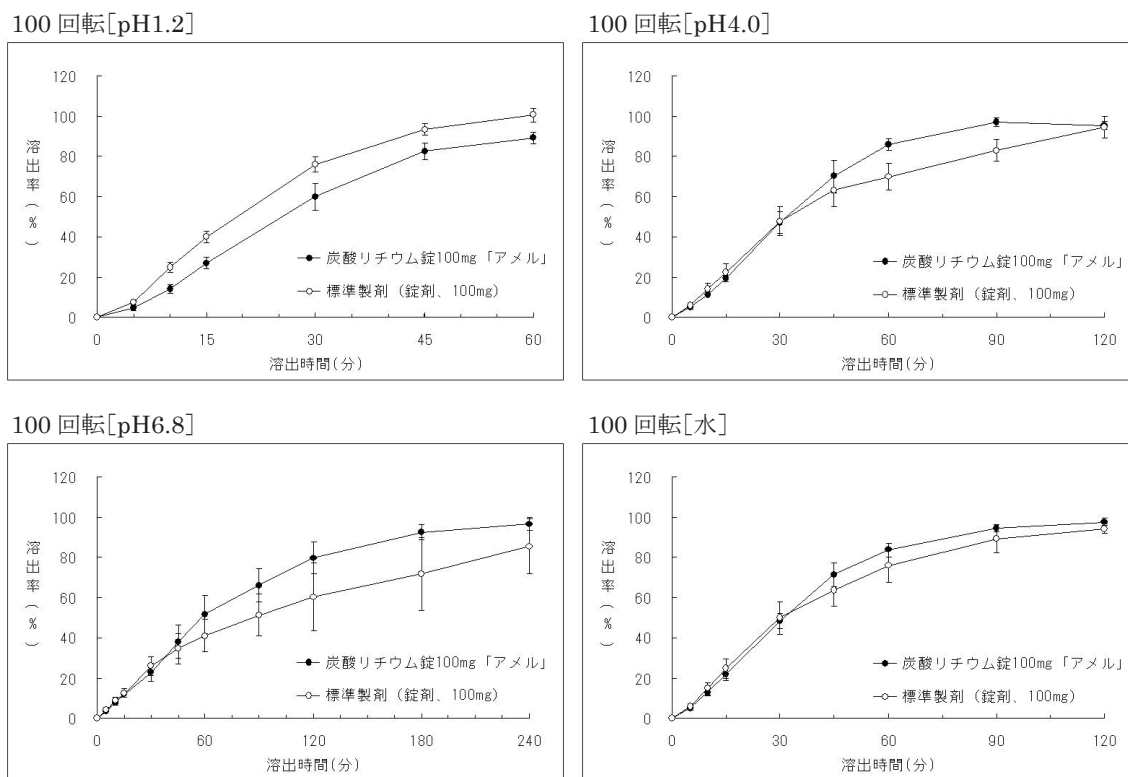 100 回転[pH1.2]
120
100
80
60
40
20
0
溶出率(%)
炭酸リチウム錠100mg「アメル」
標準製剤(錠剤、100mg)
0 15 30 45 60
溶出時間(分)
100 回転[pH4.0]
120
100
80
60
40
20
0
溶出率(%)
炭酸リチウム錠100mg「アメル」
標準製剤(錠剤、100mg)
0 30 60 90 120
溶出時間(分)
100 回転[pH6.8]
120
100
80
60
40
20
0
溶出率(%)
炭酸リチウム錠100mg「アメル」
標準製剤(錠剤、100mg)
0 60 120 180 240
溶出時間(分)
100 回転[水]
120
100
80
60
40
20
0
溶出率(%)
炭酸リチウム錠100mg「アメル」
標準製剤(錠剤、100mg)
0 30 60 90 120
溶出時間(分)